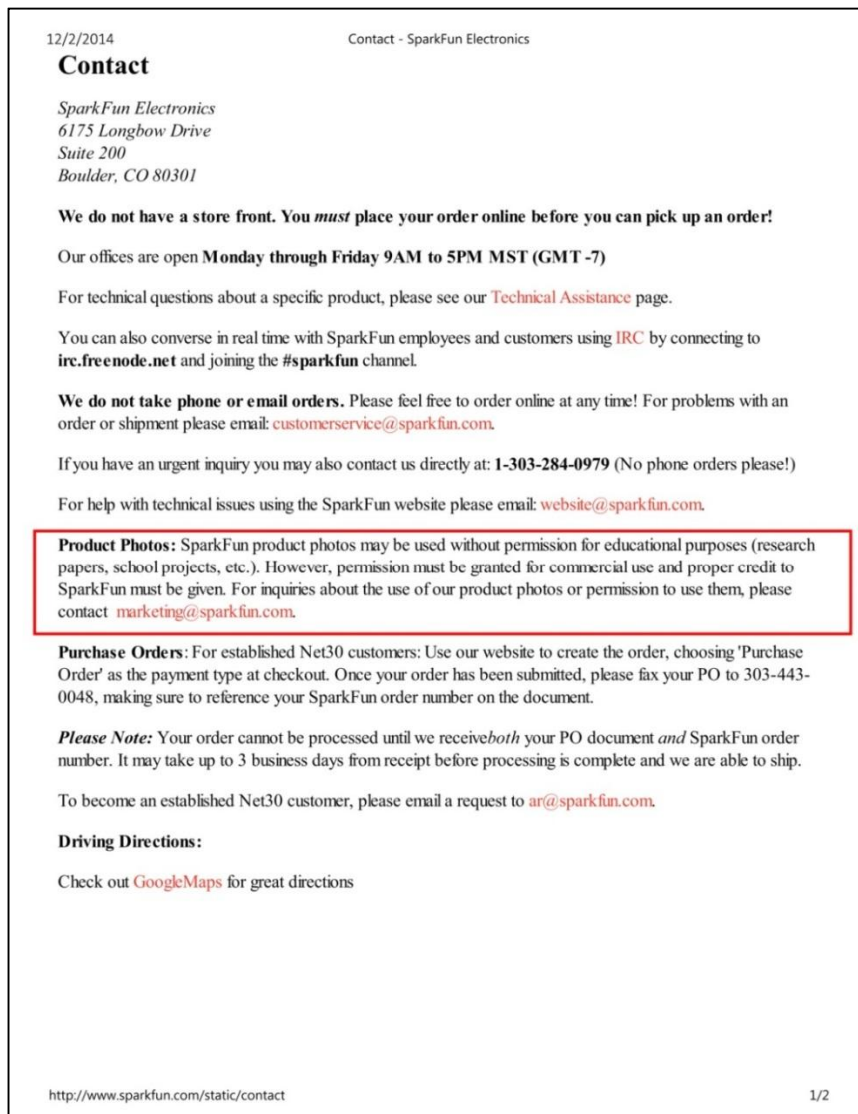 12/2/2014 Contact - SparkFun Electronics
Contact
SparkFun Electronics
6175 Longbow Drive
Suite 200
Boulder, CO 80301
We do not have a store front. You must place your order online before you can pick up an order!
Our offices are open Monday through Friday 9AM to 5PM MST (GMT -7)
For technical questions about a specific product, please see our Technical Assistance page.
You can also converse in real time with SparkFun employees and customers using IRC by connecting to
irc.freenode.net and joining the #sparkfun channel.
We do not take phone or email orders. Please feel free to order online at any time! For problems with an
order or shipment please email: customerservice@sparkfun.com.
If you have an urgent inquiry you may also contact us directly at: 1-303-284-0979 (No phone orders please!)
For help with technical issues using the SparkFun website please email: website@sparkfun.com.
Product Photos: SparkFun product photos may be used without permission for educational purposes (research
papers, school projects, etc.). However, permission must be granted for commercial use and proper credit to
SparkFun must be given. For inquiries about the use of our product photos or permission to use them, please
contact marketing@sparkfun.com.
Purchase Orders: For established Net30 customers: Use our website to create the order, choosing 'Purchase
Order' as the payment type at checkout. Once your order has been submitted, please fax your PO to 303-443-
0048, making sure to reference your SparkFun order number on the document.
Please Note: Your order cannot be processed until we receiveboth your PO document and SparkFun order
number. It may take up to 3 business days from receipt before processing is complete and we are able to ship.
To become an established Net30 customer, please email a request to ar@sparkfun.com.
Driving Directions:
Check out GoogleMaps for great directions
http://www.sparkfun.com/static/contact 1/2